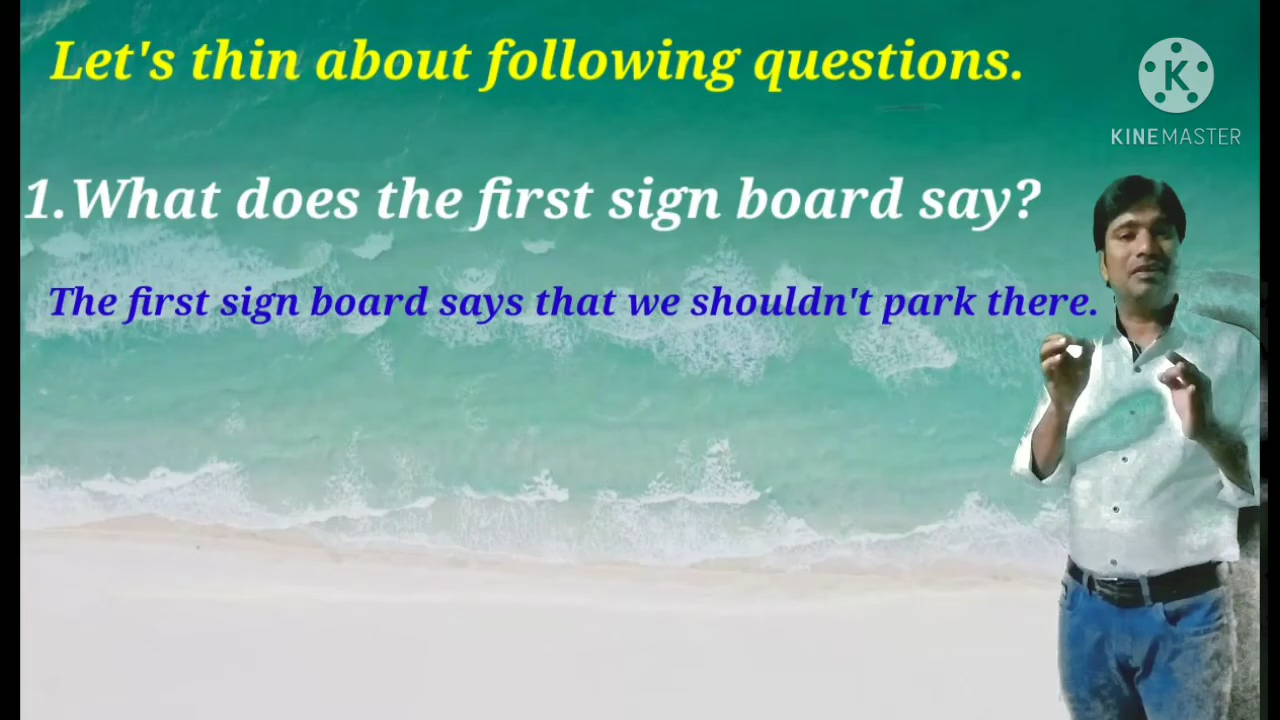 Let's thin about following questions.
KINEMASTER
1.What does the first sign board say?
The first sign board says that we shouldn't park there.